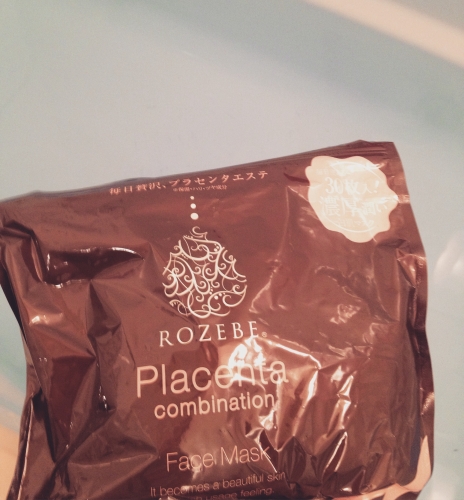 毎日贅沢、プラセンタエステ
ROZEBE
Placenta
combination
Face Mask
It becomes a beautiful skin
feeling.